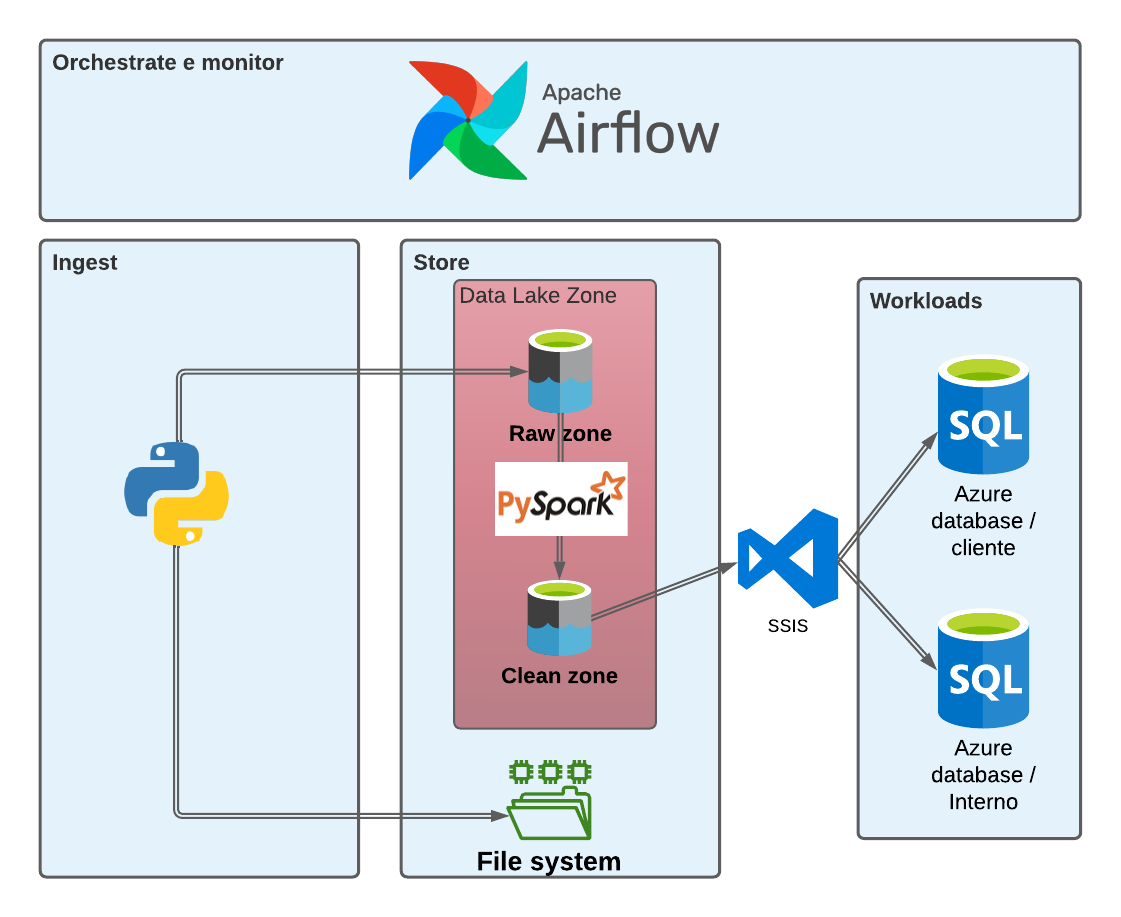 Orchestrate e monitor
Apache
Airflow
Ingest
Store
Data Lake Zone
Raw zone
PySpark
Clean zone
File system
SSIS
Workloads
SQL
Azure
database /
cliente
SQL
Azure
database /
Interno